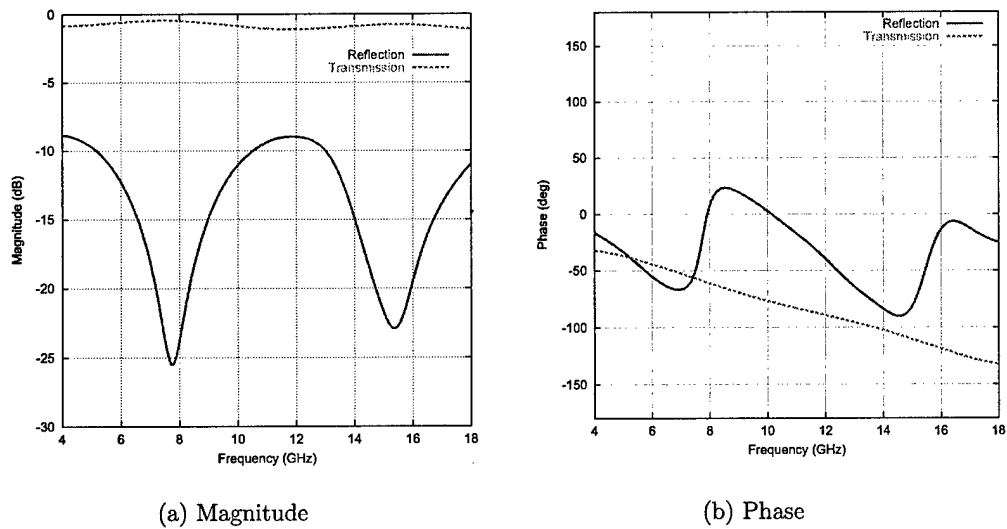 0
-5
-10
-15
-20
-25
-30
Magnitude (dB)
Reflection
Transmission
4 6 8 10 12 14 16 18
Frequency (GHz)
(a) Magnitude
150
100
50
0
-50
-100
-150
Phase (deg)
Reflection
Transmission
4 6 8 10 12 14 16 18
Frequency (GHz)
(b) Phase